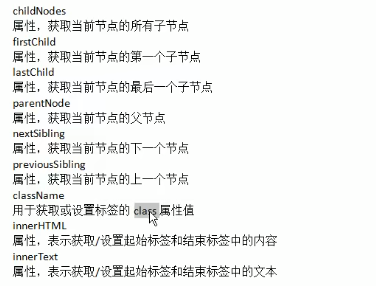 childNodes
属性，获取当前节点的所有子节点
firstChild
属性，获取当前节点的第一个子节点
lastChild
属性，获取当前节点的最后一个子节点
parentNode
属性，获取当前节点的父节点
nextSibling
属性，获取当前节点的下一个节点
previousSibling
属性，获取当前节点的上一个节点
className
用于获取或设置标签的 class 属性值
innerHTML
属性，表示获取/设置起始标签和结束标签中的内容
innerText
属性，表示获取/设置起始标签和结束标签中的文本